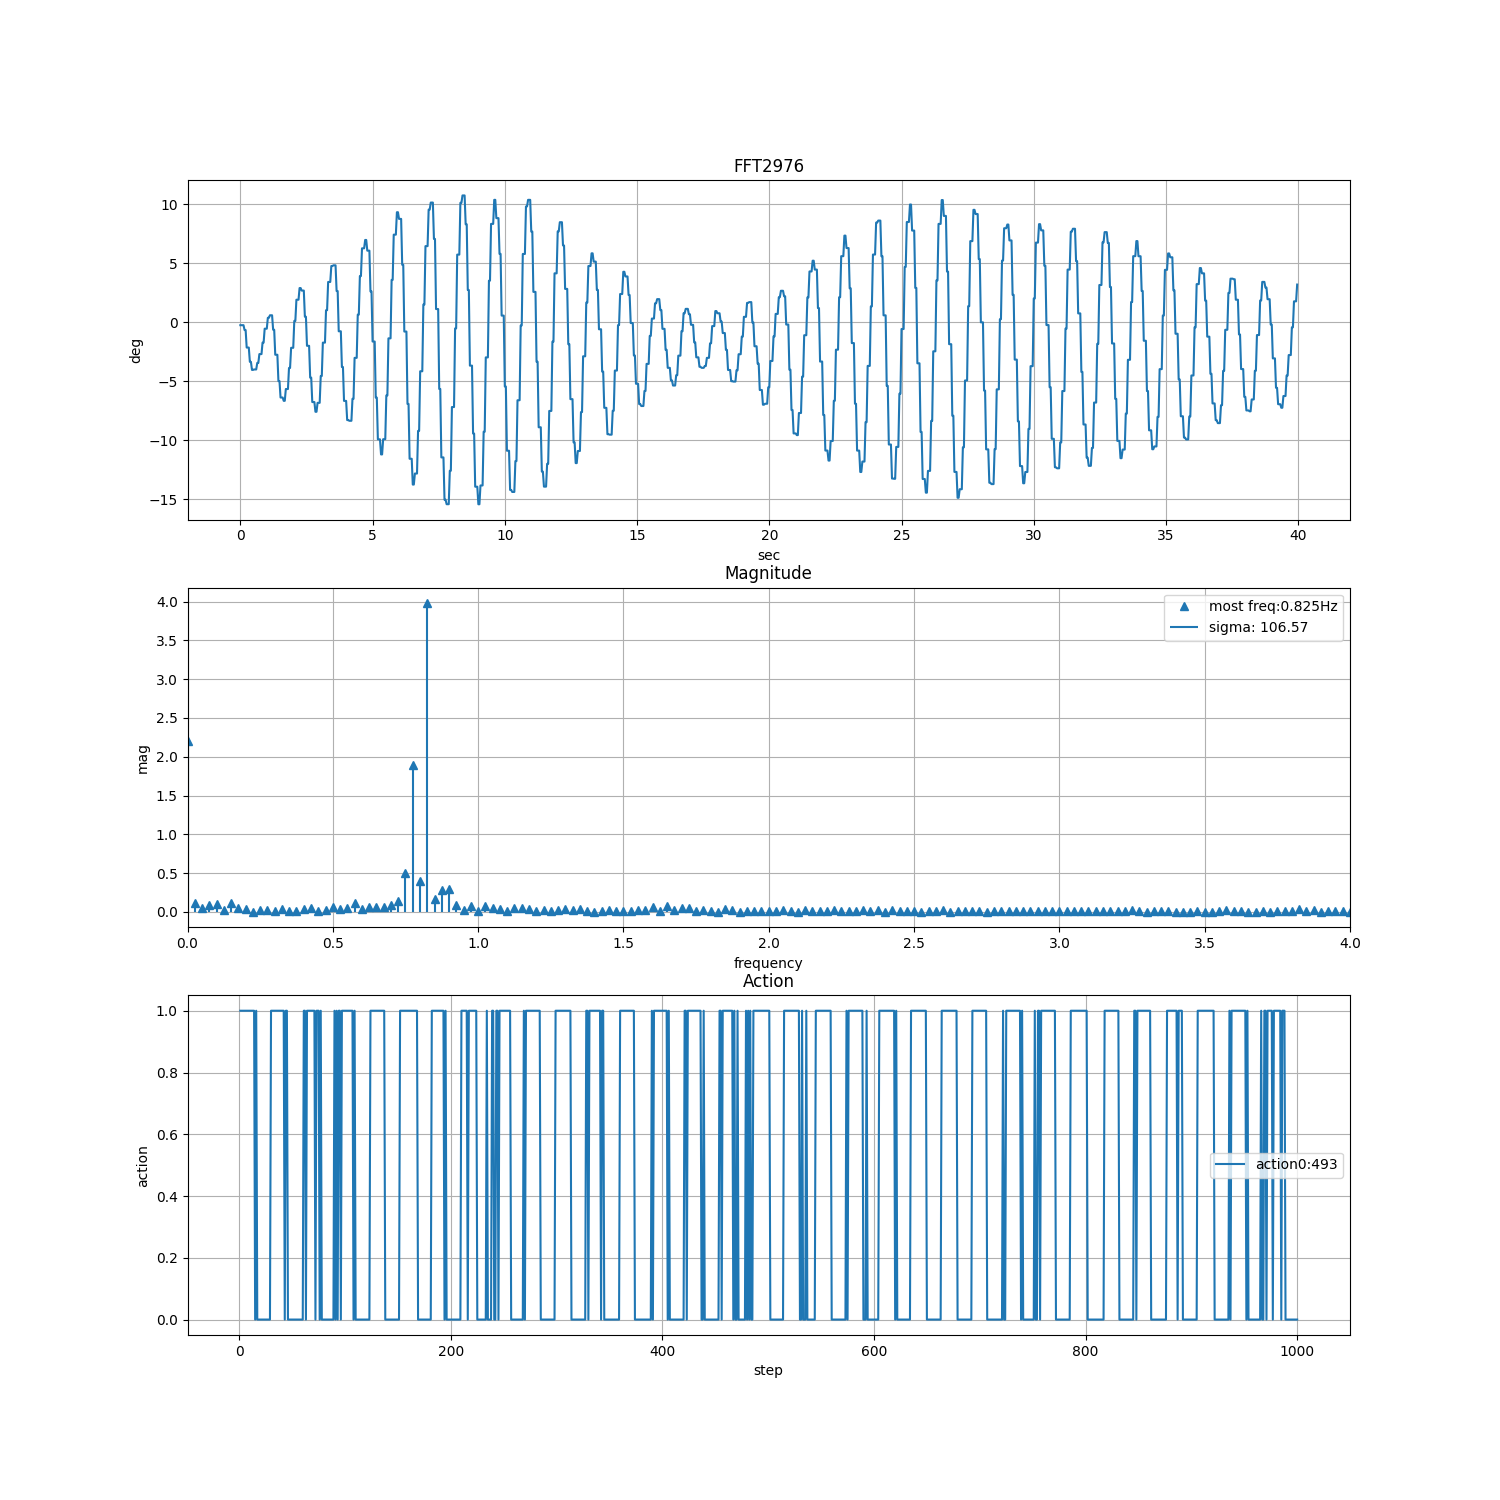 FFT2976
10
5
0
−5
−10
−15
deg
0 5 10 15 20 25 30 35 40
sec
Magnitude
4.0
3.5
3.0
2.5
2.0
1.5
1.0
0.5
0.0
mag
most freq:0.825Hz
sigma: 106.57
0.0 0.5 1.0 1.5 2.0 2.5 3.0 3.5 4.0
frequency
Action
1.0
0.8
0.6
0.4
0.2
0.0
action
action0:493
0 200 400 600 800 1000
step